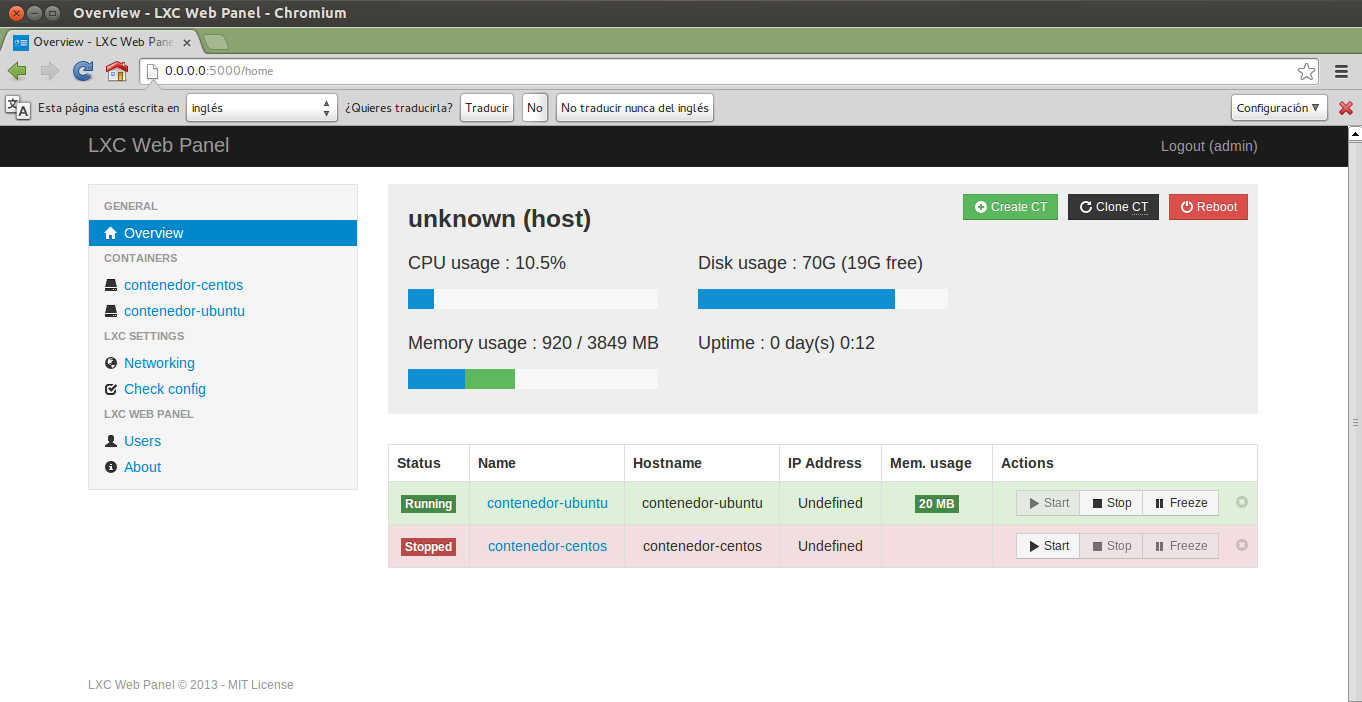 Overview - LXC Web Panel - Chromium
Overview - LXC Web Pane
0.0.0.0:5000/home
Esta página está escrita en inglés ¿Quieres traducirla? Traducir No No traducir nunca del inglés Configuración
LXC Web Panel Logout (admin)
GENERAL
Overview
CONTAINERS
contenedor-centos
contenedor-ubuntu
LXC SETTINGS
Networking
Check config
LXC WEB PANEL
Users
About
unknown (host)
Create CT Clone CT Reboot
CPU usage : 10.5% Disk usage : 70G (19G free)
Memory usage : 920 / 3849 MB Uptime : 0 day(s) 0:12
Status Name Hostname IP Address Mem. usage Actions
Running contenedor-ubuntu contenedor-ubuntu Undefined 20 MB Start Stop Freeze
Stopped contenedor-centos contenedor-centos Undefined Start Stop Freeze
LXC Web Panel © 2013 - MIT License